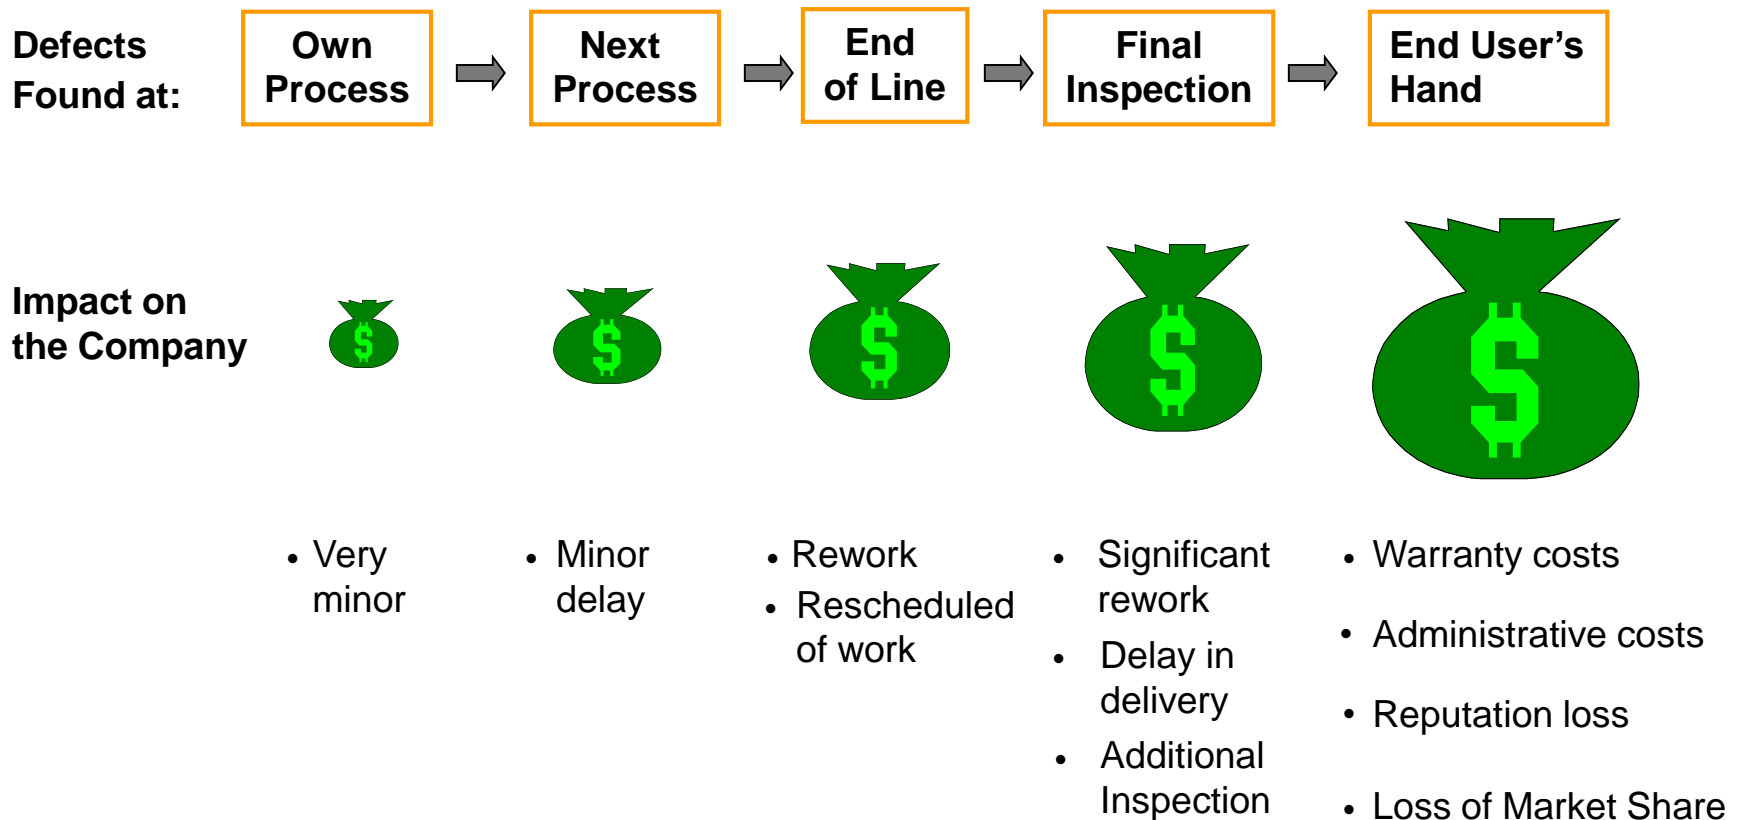 Defects
Found at:
Own
Process
Next
Process
End
of Line
Final
Inspection
End User’s
Hand
Impact on
the Company
$
$
$
$
$
• Very
minor
• Minor
delay
• Rework
• Rescheduled
of work
• Significant
rework
• Delay in
delivery
• Additional
Inspection
• Warranty costs
• Administrative costs
• Reputation loss
• Loss of Market Share